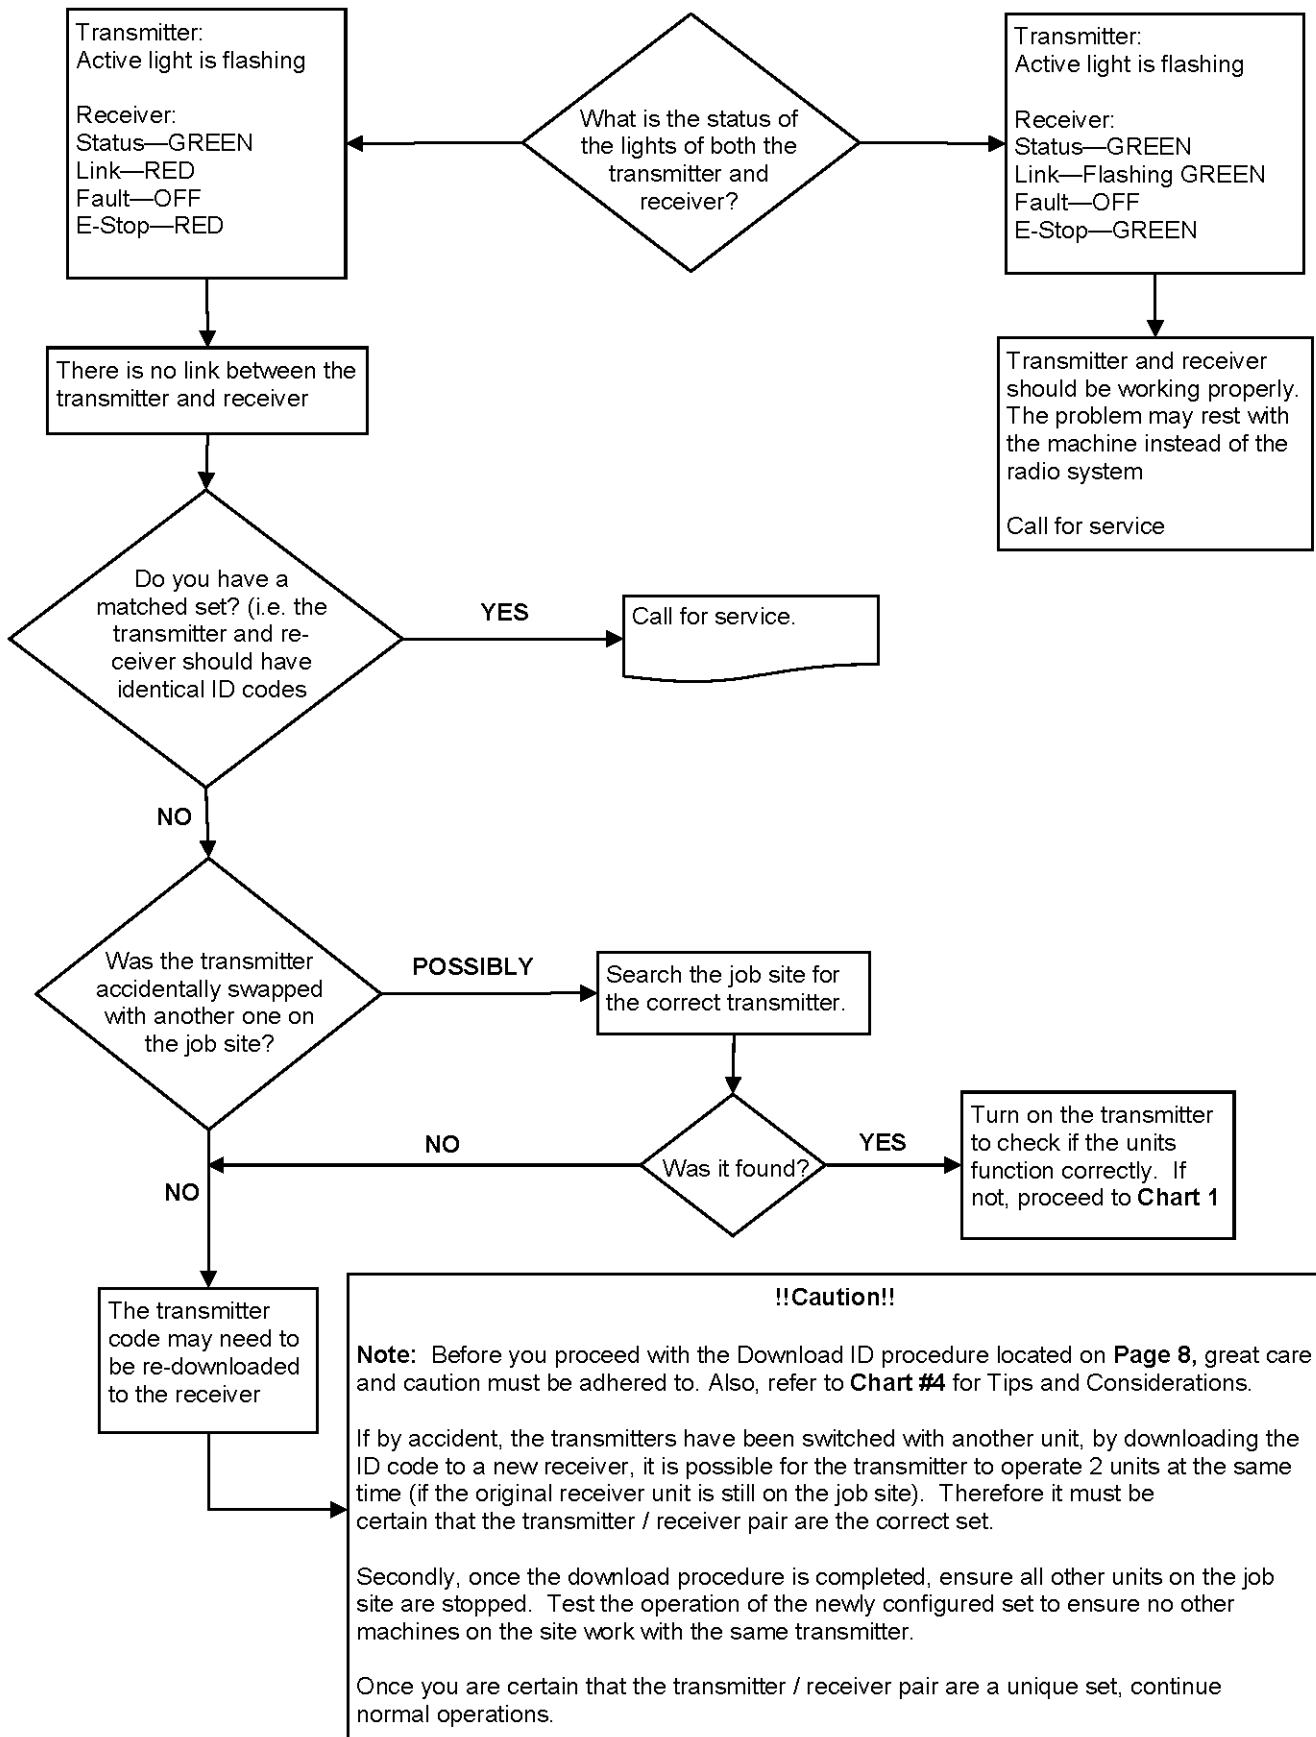 Transmitter:
Active light is flashing
Receiver:
Status—GREEN
Link—RED
Fault—OFF
E-Stop—RED
What is the status of
the lights of both the
transmitter and
receiver?
Transmitter:
Active light is flashing
Receiver:
Status—GREEN
Link—Flashing GREEN
Fault—OFF
E-Stop—GREEN
There is no link between the
transmitter and receiver
Transmitter and receiver
should be working properly.
The problem may rest with
the machine instead of the
radio system
Call for service
Do you have a
matched set? (i.e. the
transmitter and re-
ceiver should have
identical ID codes
YES
Call for service.
NO
Was the transmitter
accidentally swapped
with another one on
the job site?
POSSIBLY
Search the job site for
the correct transmitter.
NO
Was it found?
YES
Turn on the transmitter
to check if the units
function correctly. If
not, proceed to Chart 1
NO
The transmitter
code may need to
be re-downloaded
to the receiver
!!Caution!!
Note: Before you proceed with the Download ID procedure located on Page 8, great care
and caution must be adhered to. Also, refer to Chart #4 for Tips and Considerations.
If by accident, the transmitters have been switched with another unit, by downloading the
ID code to a new receiver, it is possible for the transmitter to operate 2 units at the same
time (if the original receiver unit is still on the job site). Therefore it must be
certain that the transmitter / receiver pair are the correct set.
Secondly, once the download procedure is completed, ensure all other units on the job
site are stopped. Test the operation of the newly configured set to ensure no other
machines on the site work with the same transmitter.
Once you are certain that the transmitter / receiver pair are a unique set, continue
normal operations.